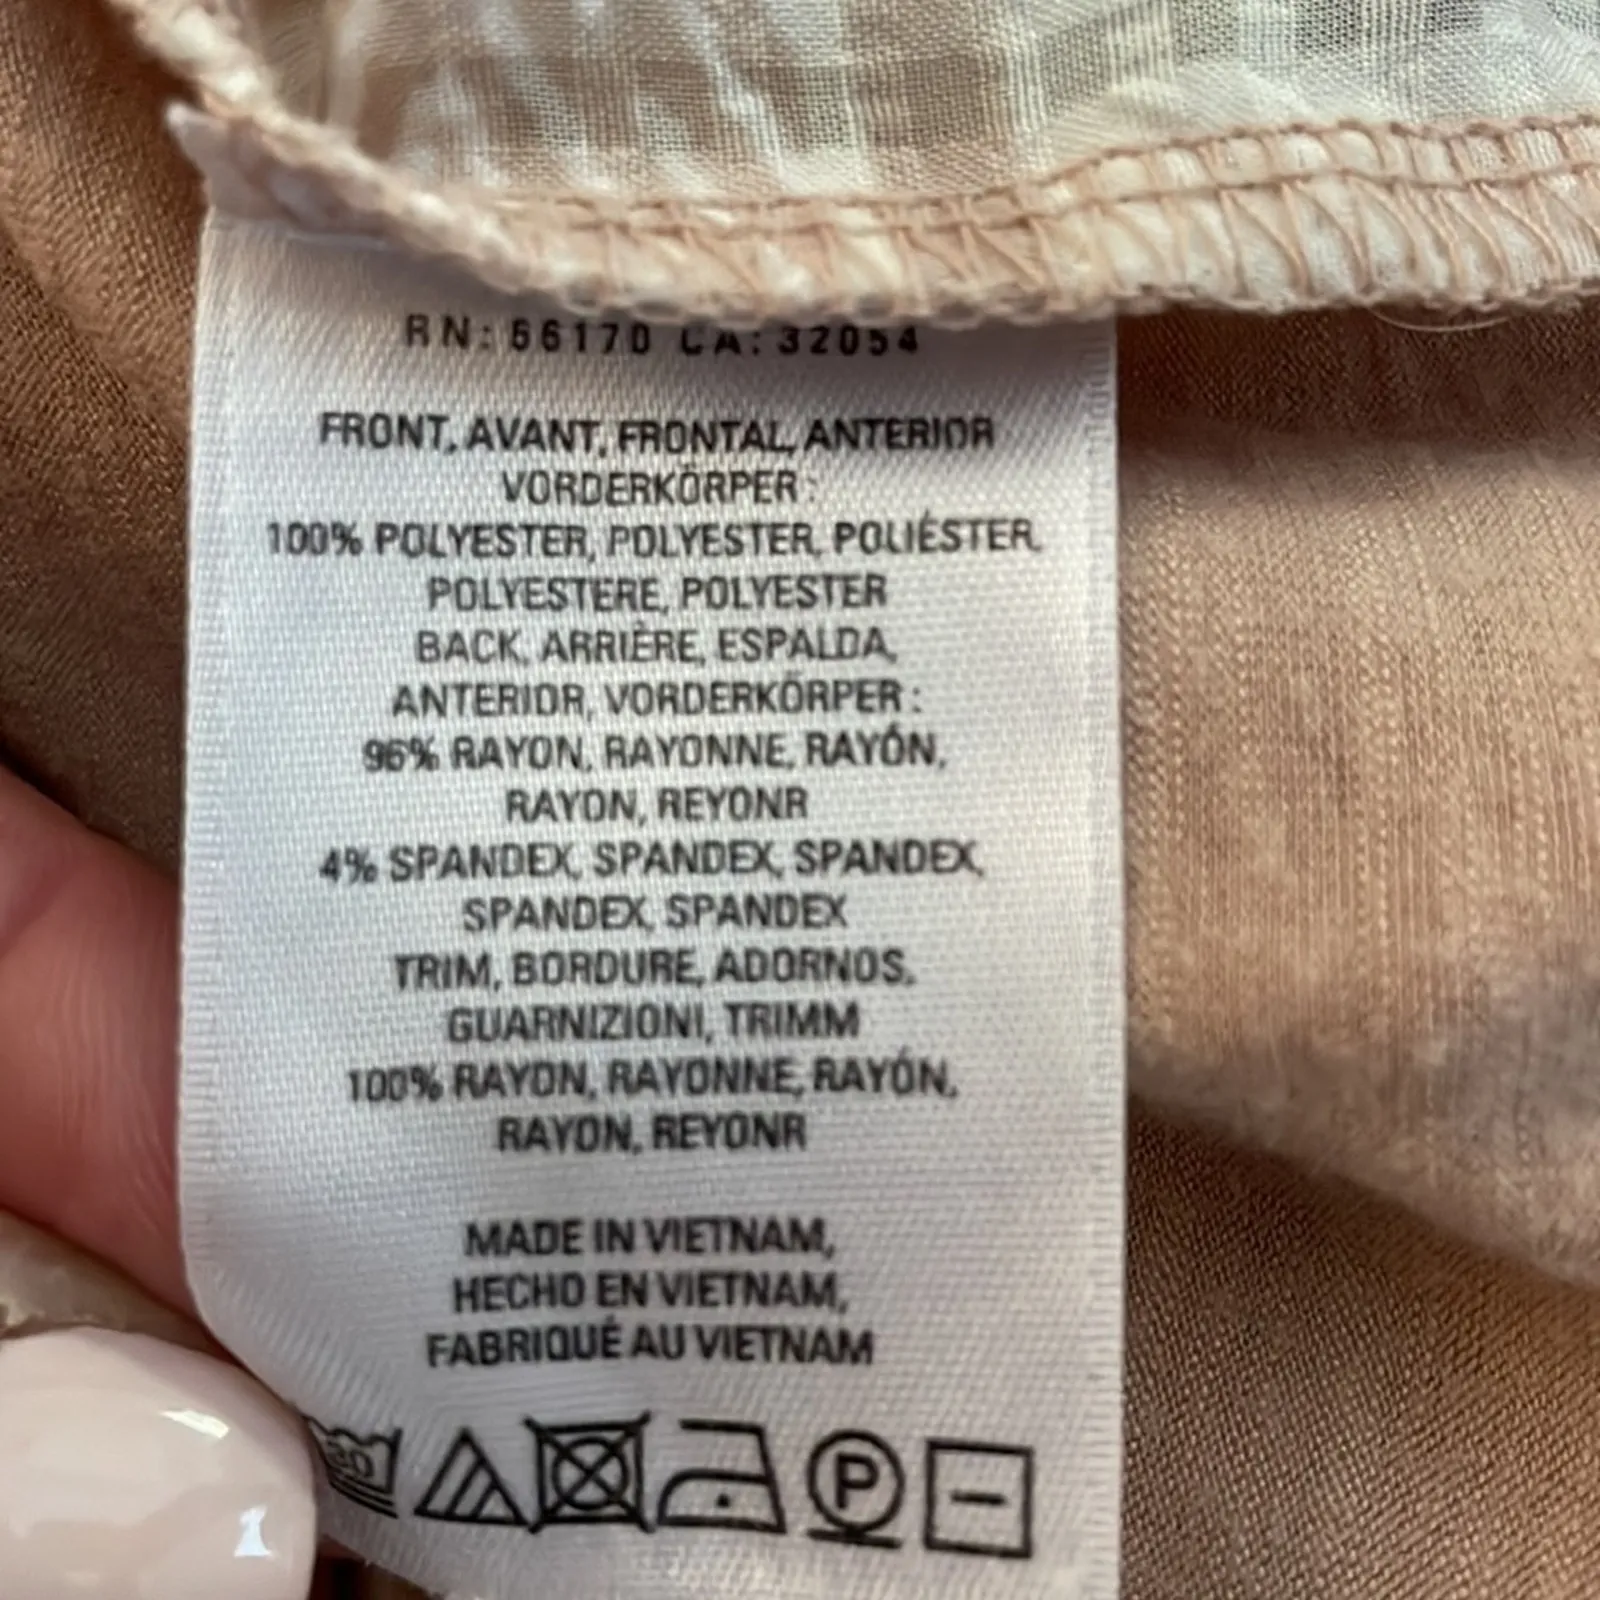 RN: 66170 CA: 32054
FRONT, AVANT, FRONTAL, ANTERIOR
VORDERKÖRPER :
100% POLYESTER, POLYESTER, POLIÉSTER,
POLYESTERE, POLYESTER
BACK, ARRIÈRE, ESPALDA,
ANTERIOR, VORDERKÖRPER :
96% RAYON, RAYONNE, RAYÓN,
RAYON, REYONR
4% SPANDEX, SPANDEX, SPANDEX,
SPANDEX, SPANDEX
TRIM, BORDURE, ADORNOS,
GUARNIZIONI, TRIMM
100% RAYON, RAYONNE, RAYÓN,
RAYON, REYONR
MADE IN VIETNAM,
HECHO EN VIETNAM,
FABRIQUÉ AU VIETNAM
P